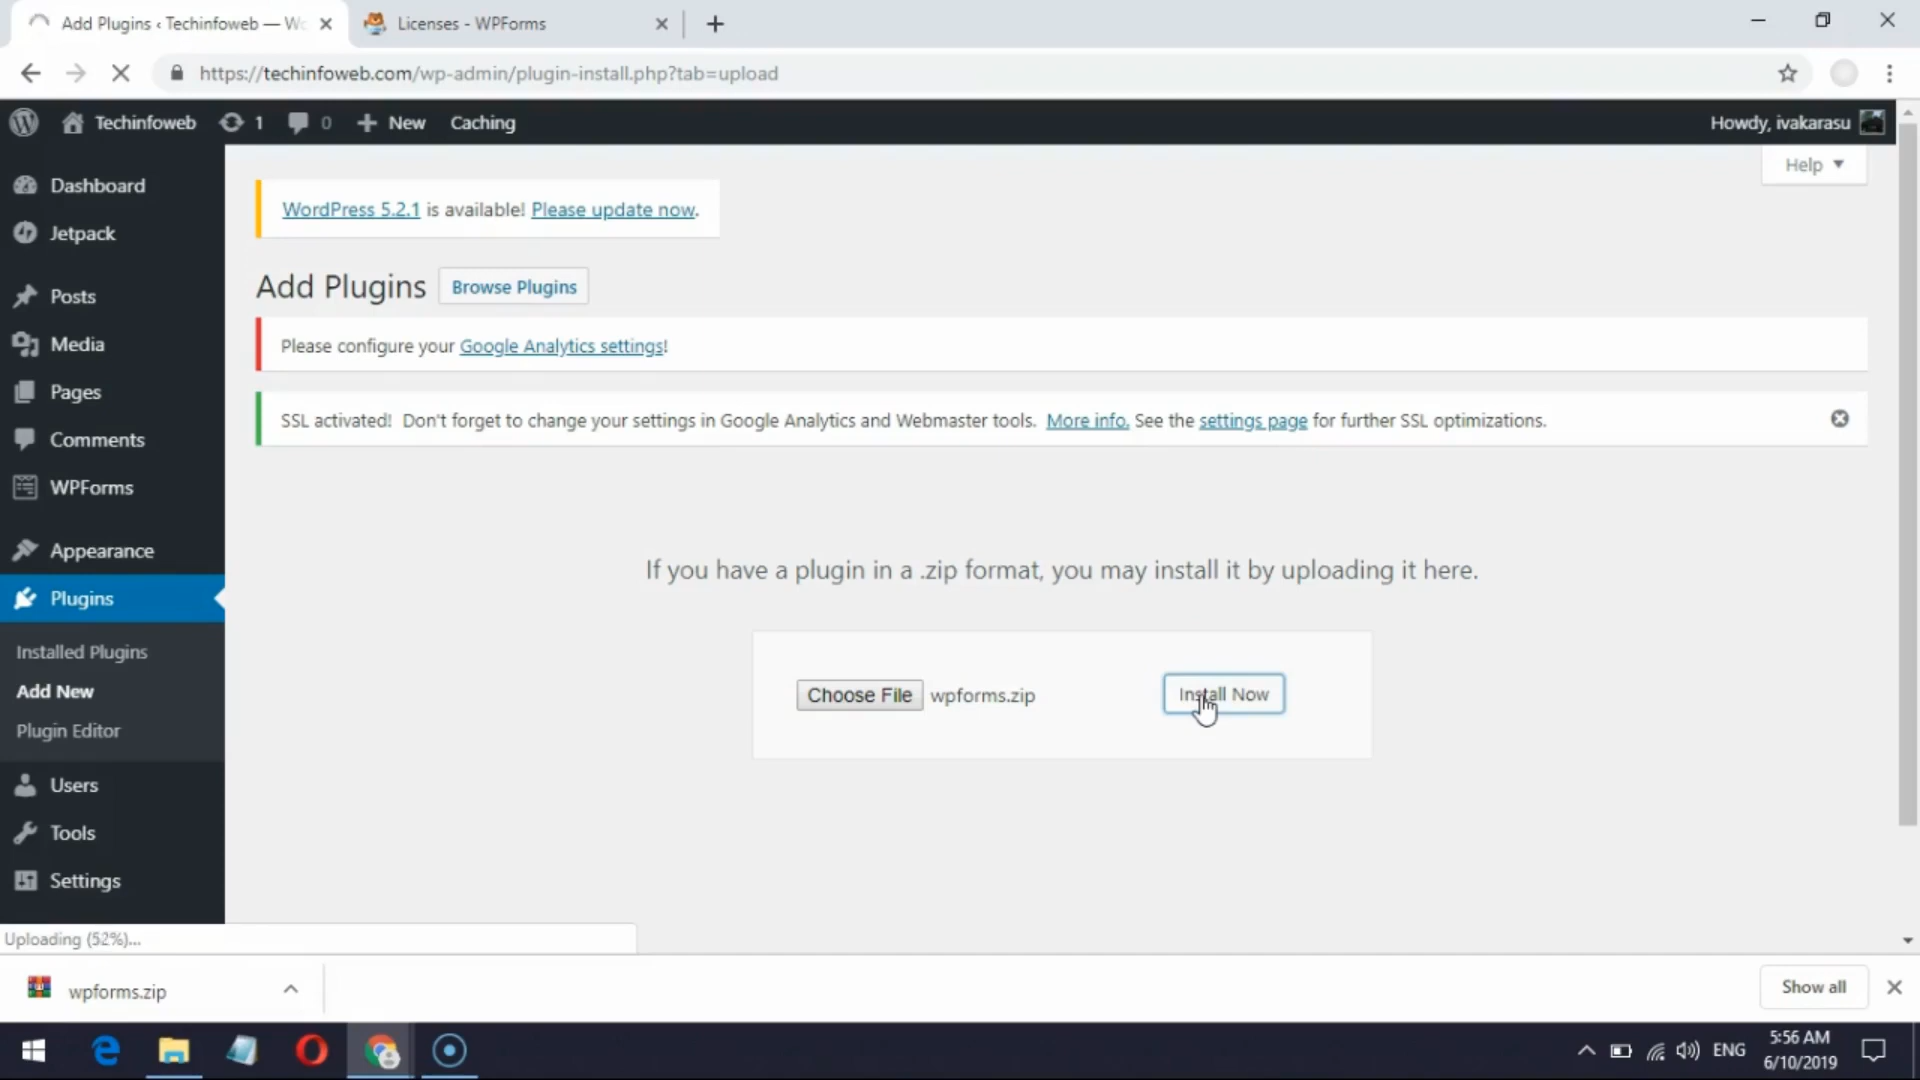 Add Plugins ‹ Techinfoweb — Wo
Licenses - WPForms
https://techinfoweb.com/wp-admin/plugin-install.php?tab=upload
Techinfoweb 1 0 New Caching
Howdy, ivakarasu
Help
Dashboard
Jetpack
Posts
Media
Pages
Comments
WPForms
Appearance
Plugins
Installed Plugins
Add New
Plugin Editor
Users
Tools
Settings
WordPress 5.2.1 is available! Please update now.
Add Plugins Browse Plugins
Please configure your Google Analytics settings!
SSL activated! Don't forget to change your settings in Google Analytics and Webmaster tools. More info. See the settings page for further SSL optimizations.
If you have a plugin in a .zip format, you may install it by uploading it here.
Choose File wpforms.zip Install Now
Uploading (52%)...
wpforms.zip
Show all
ENG
5:56 AM
6/10/2019